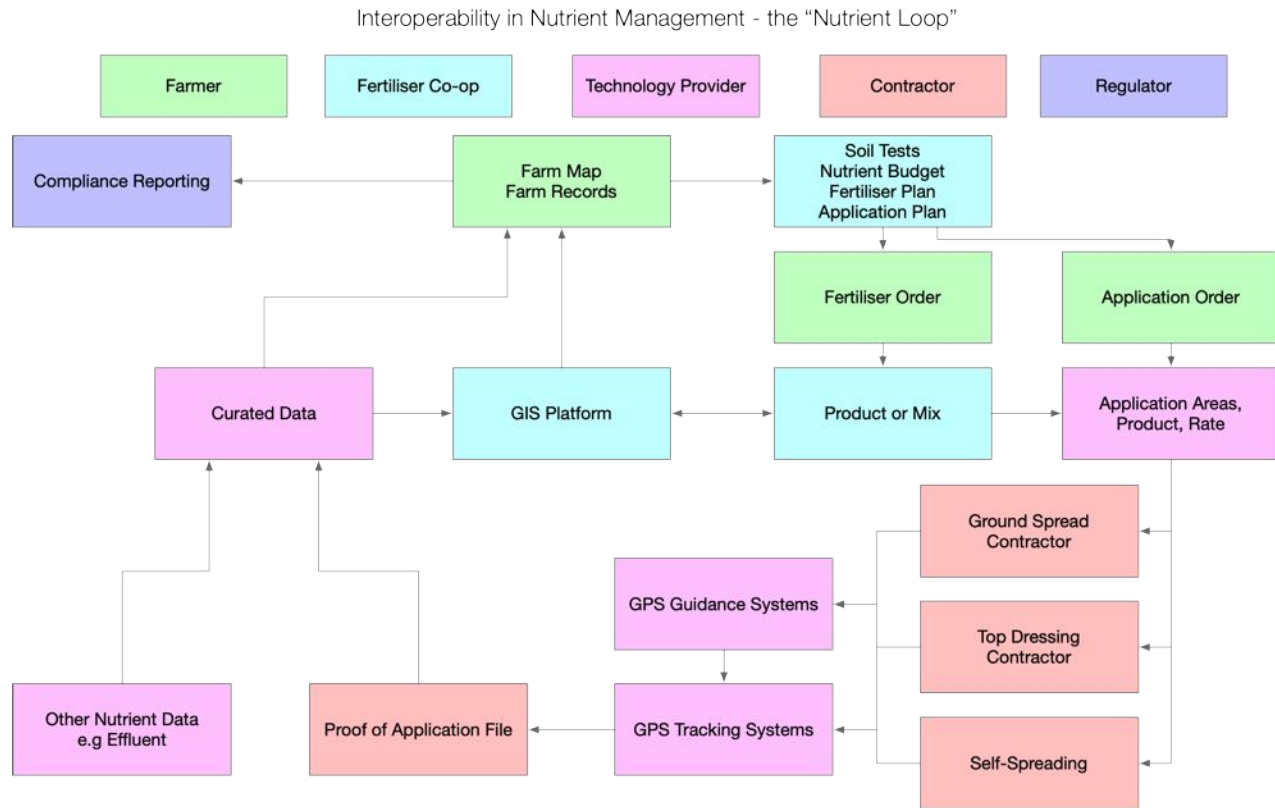 Interoperability in Nutrient Management - the “Nutrient Loop”
Farmer
Fertiliser Co-op
Technology Provider
Contractor
Regulator
Compliance Reporting
Farm Map
Farm Records
Soil Tests
Nutrient Budget
Fertiliser Plan
Application Plan
Fertiliser Order
Application Order
Curated Data
GIS Platform
Product or Mix
Application Areas,
Product, Rate
Ground Spread
Contractor
GPS Guidance Systems
Top Dressing
Contractor
Other Nutrient Data
e.g Effluent
Proof of Application File
GPS Tracking Systems
Self-Spreading